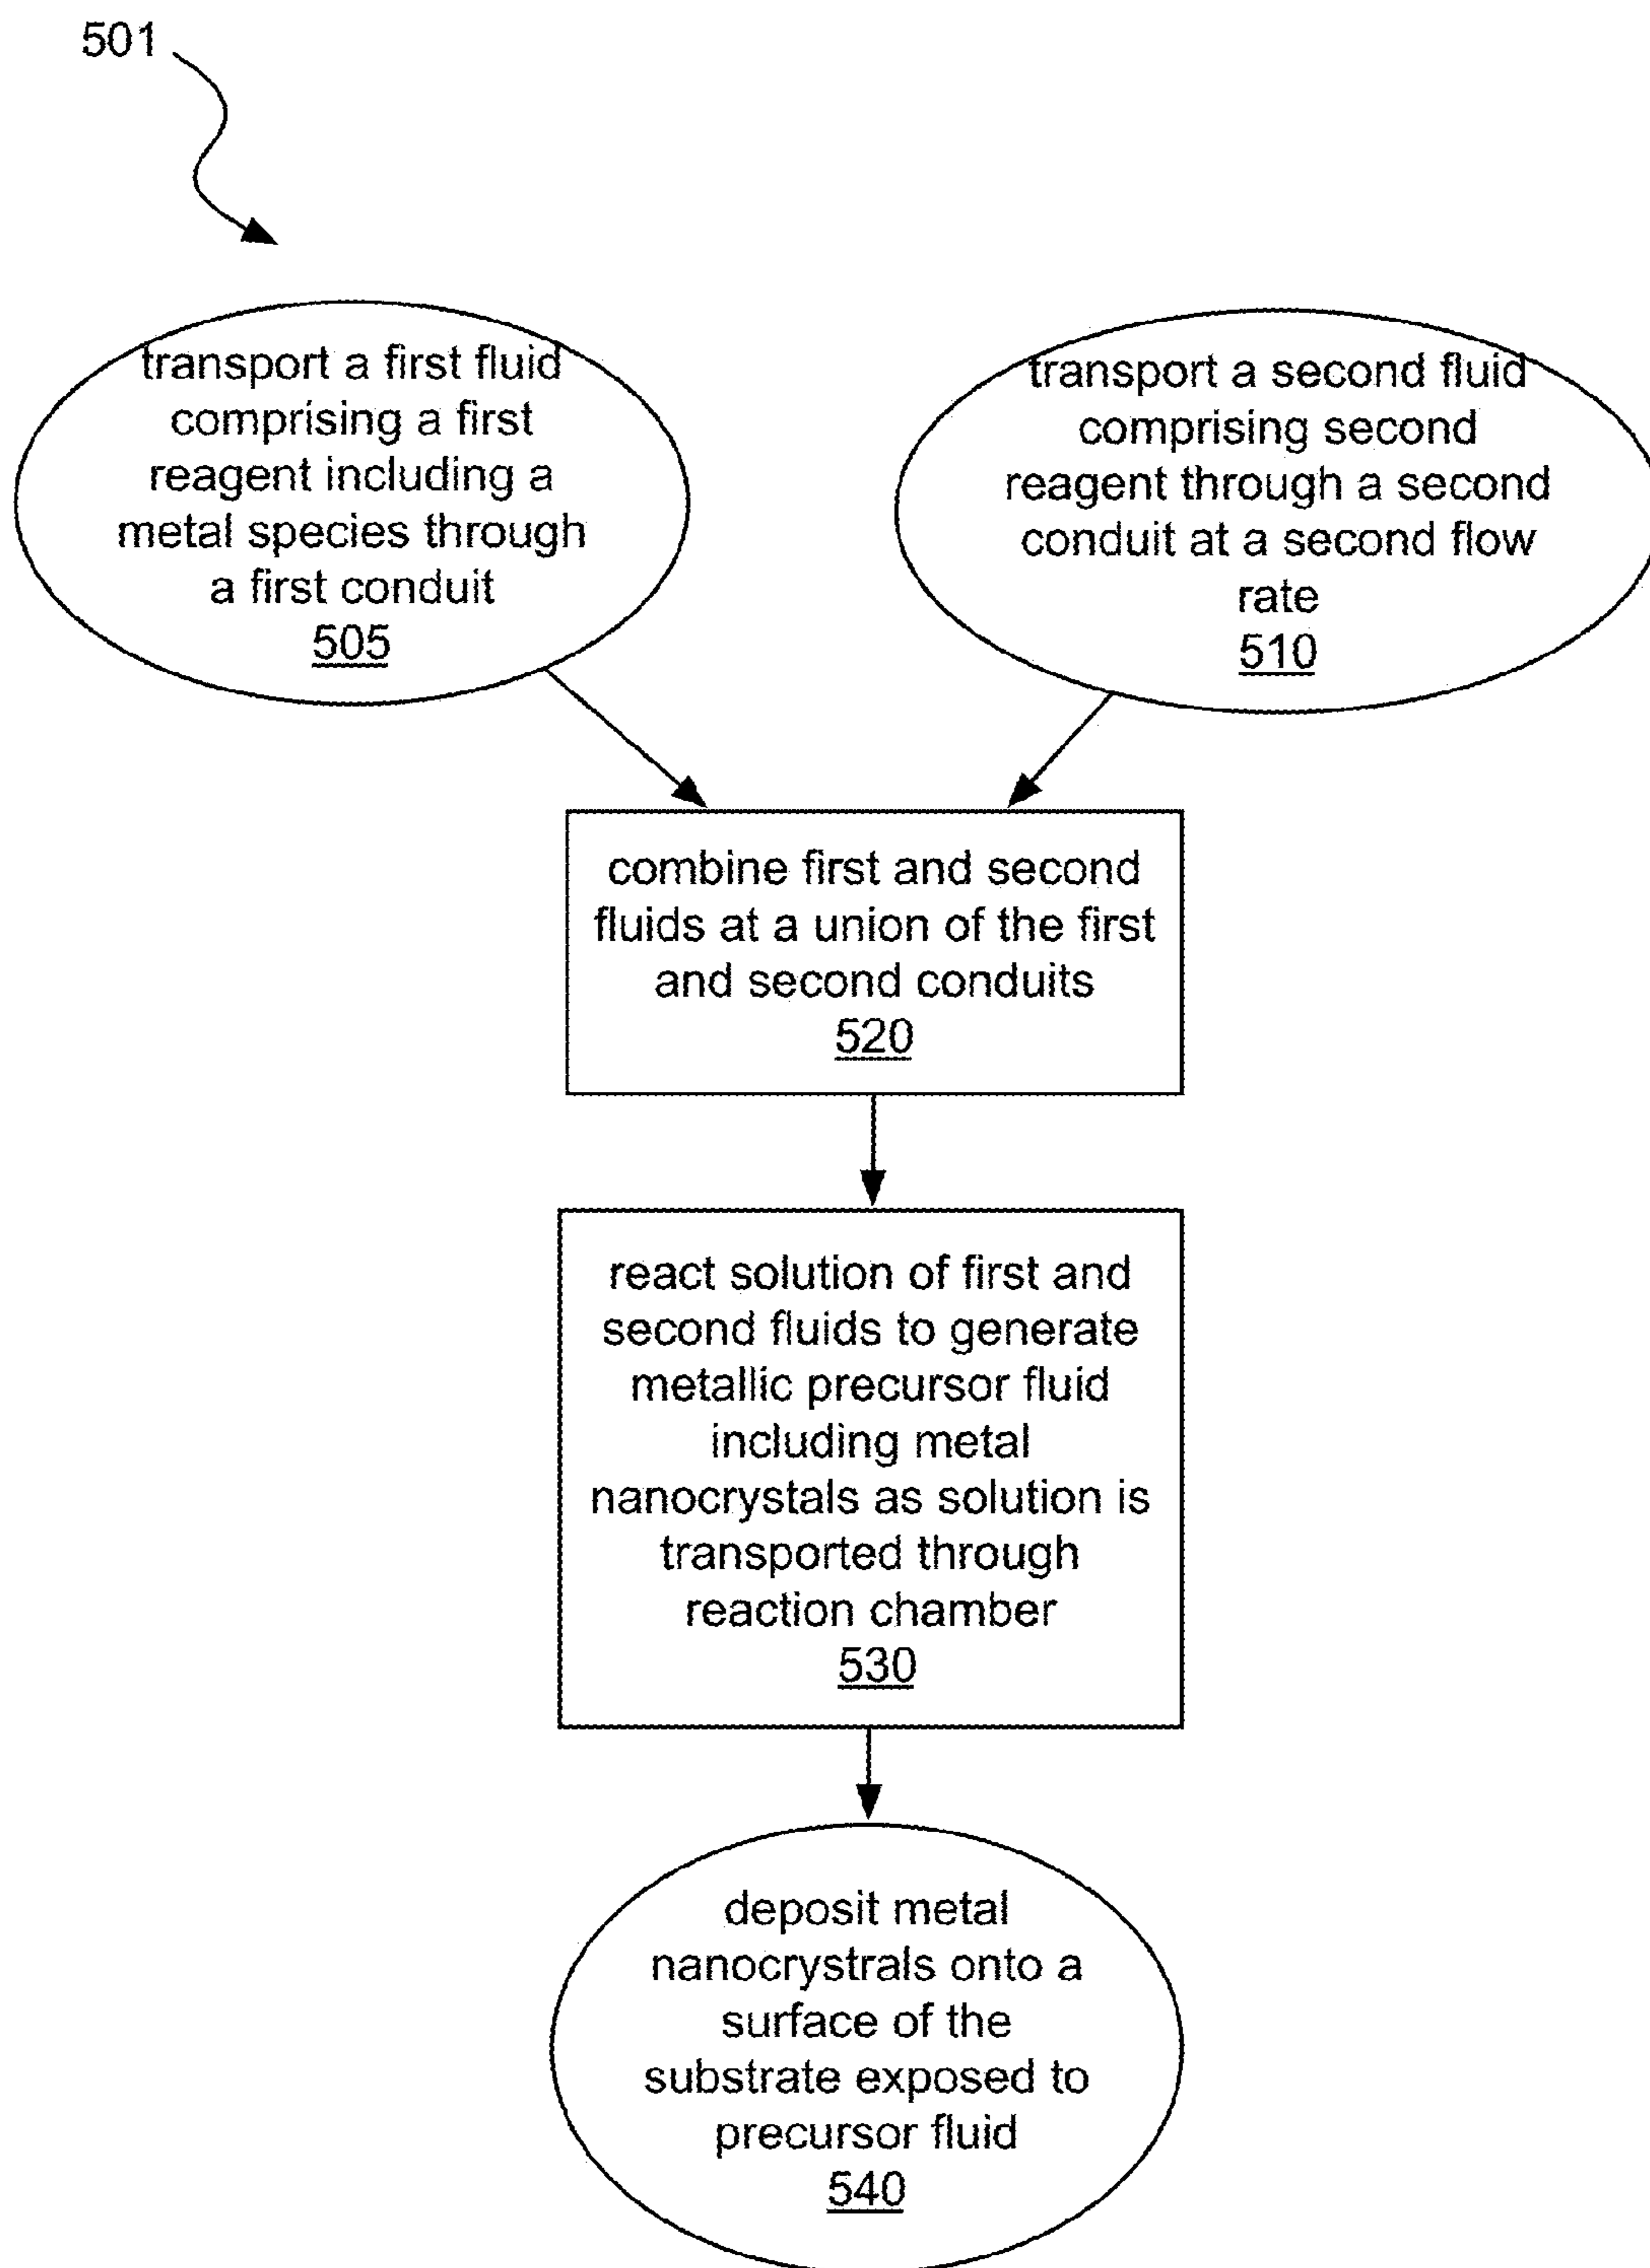 501
transport a first fluid
comprising a first
reagent including a
metal species through
a first conduit
505
transport a second fluid
comprising second
reagent through a second
conduit at a second flow
rate
510
combine first and second
fluids at a union of the first
and second conduits
520
react solution of first and
second fluids to generate
metallic precursor fluid
including metal
nanocrystals as solution is
transported through
reaction chamber
530
deposit metal
nanocrystrals onto a
surface of the
substrate exposed to
precursor fluid
540